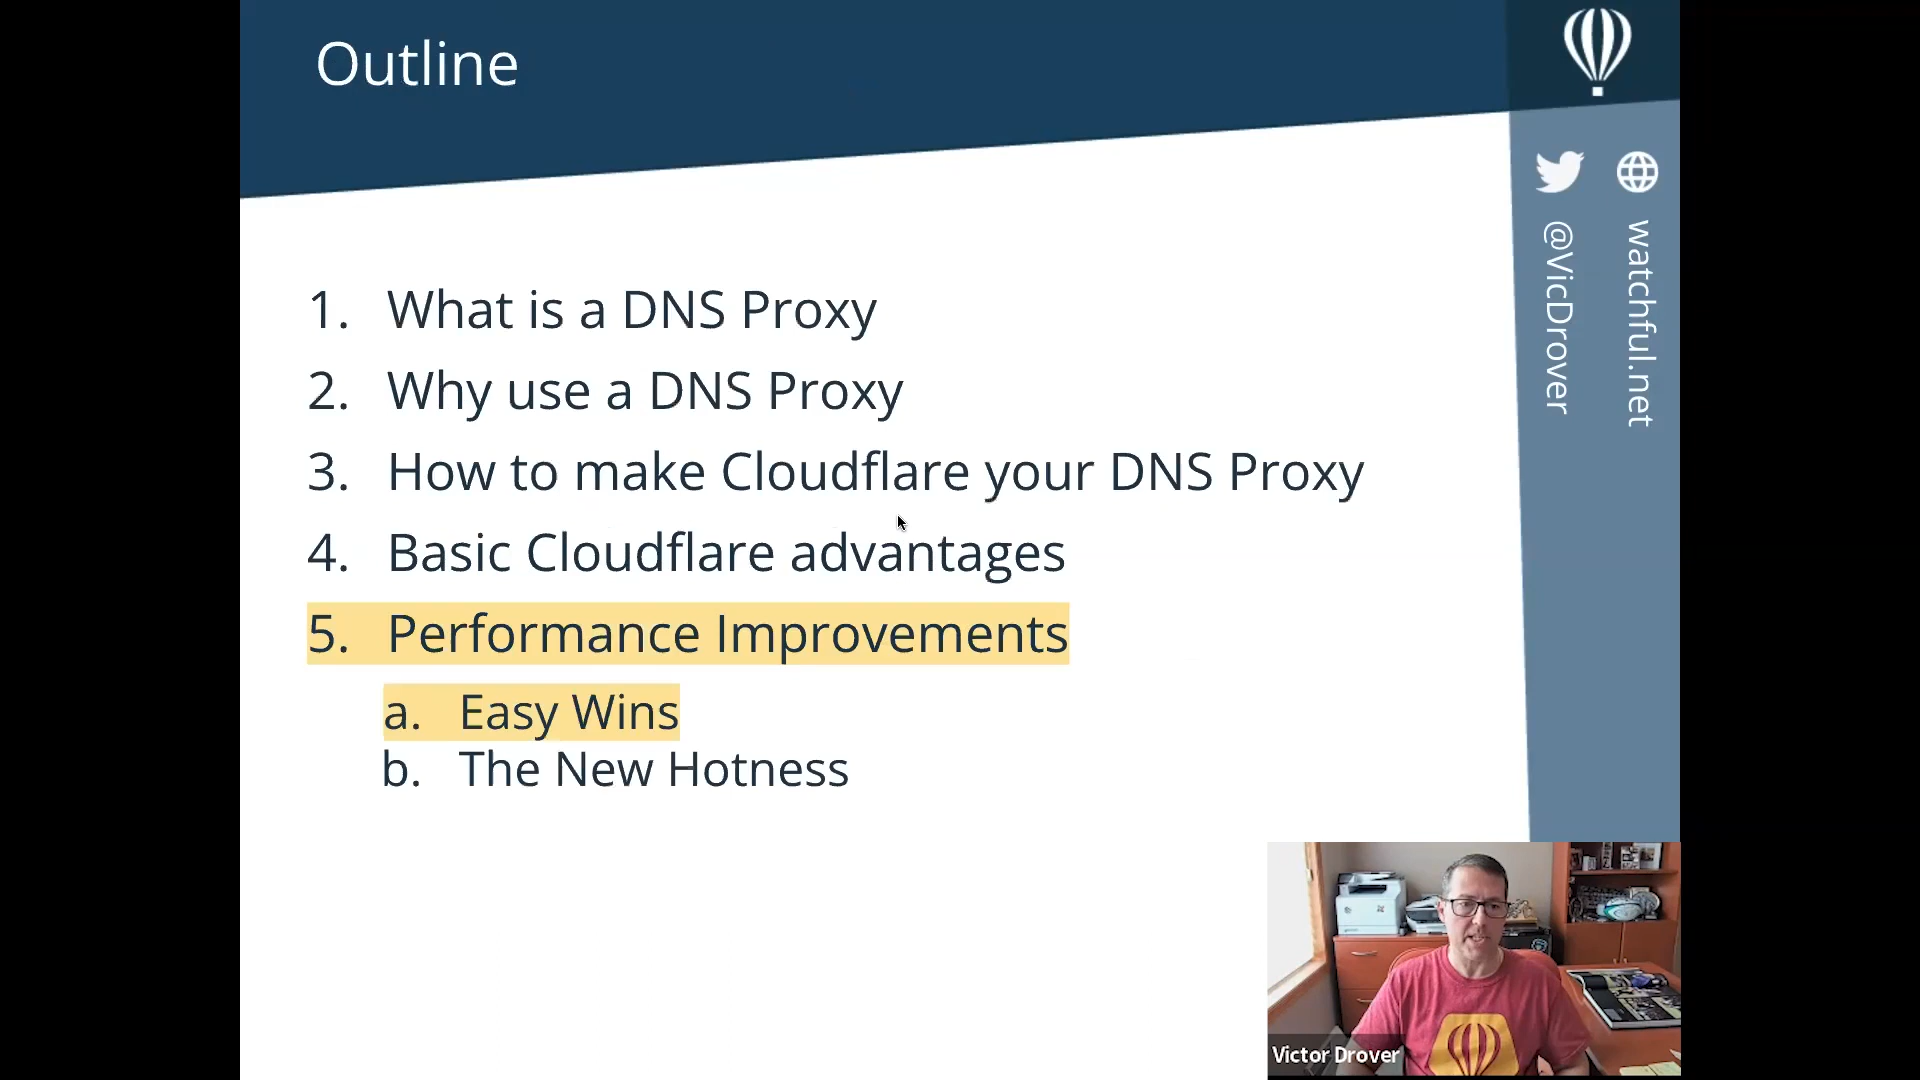 Outline
1. What is a DNS Proxy
2. Why use a DNS Proxy
3. How to make Cloudflare your DNS Proxy
4. Basic Cloudflare advantages
5. Performance Improvements
a. Easy Wins
b. The New Hotness
@VicDrover
watchful.net
Victor Drover